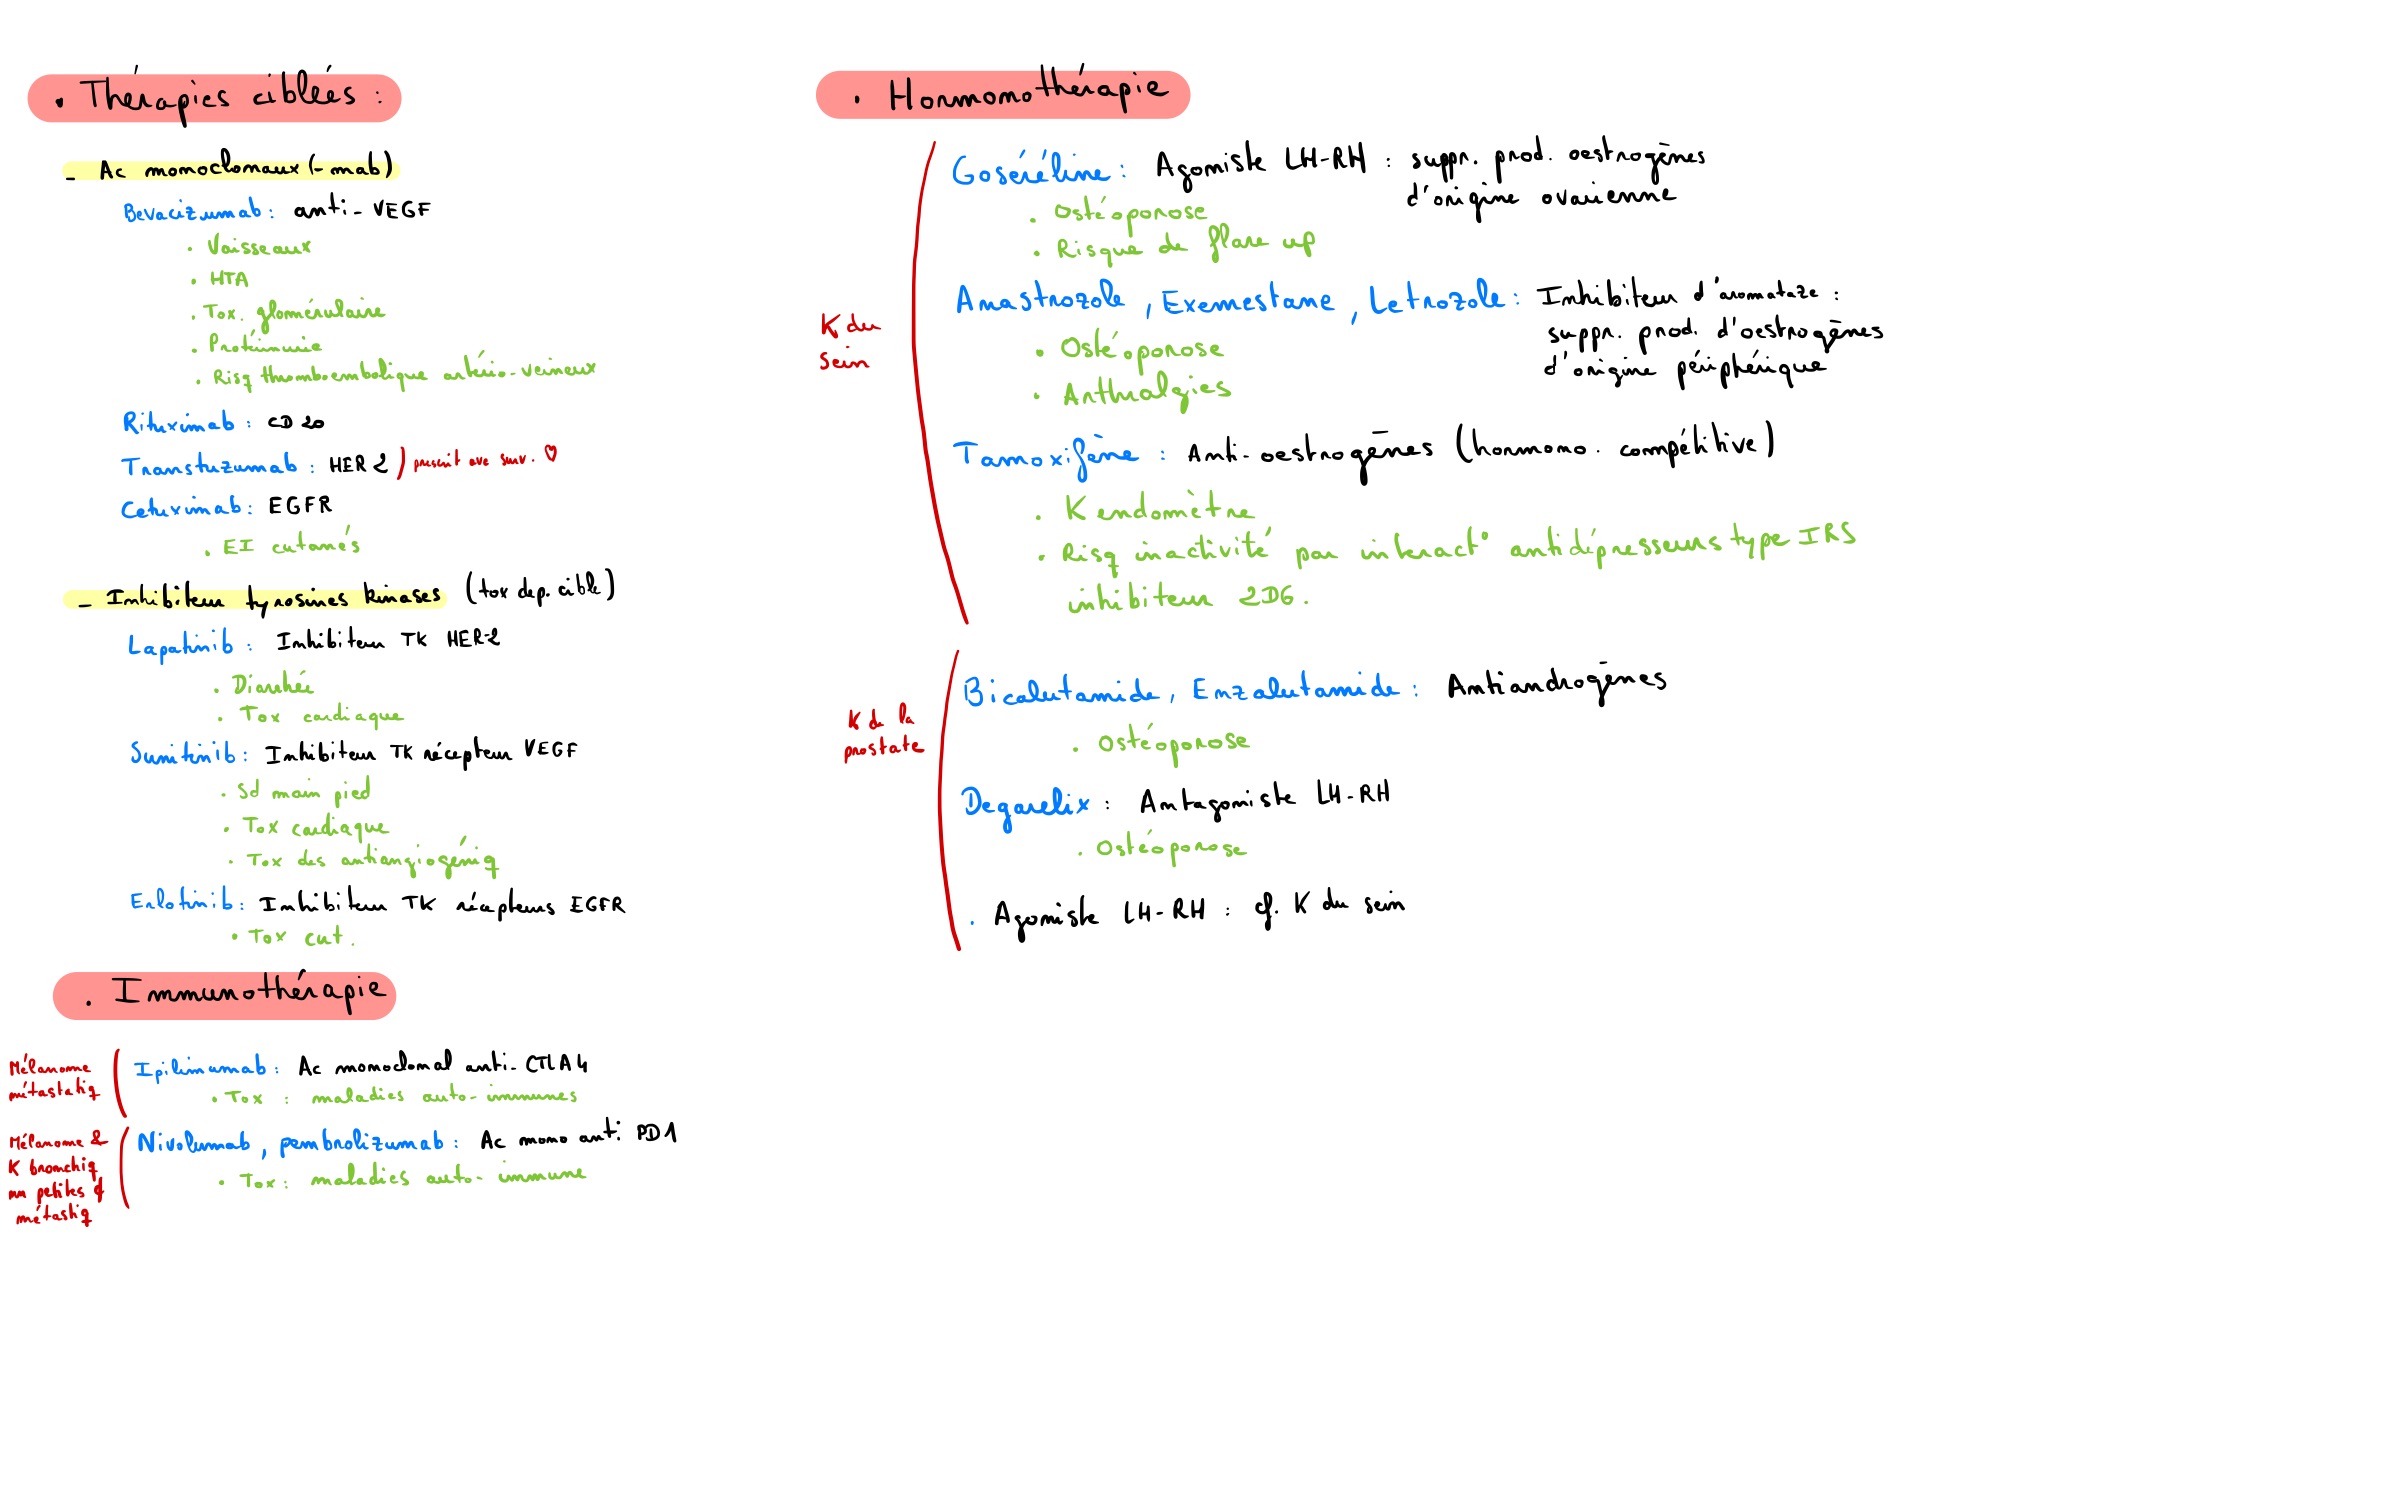 • Thérapies ciblées :
- Ac monoclonaux (-mab)
Bevacizumab : anti-VEGF
• Vaisseaux
• HTA
• Tox. glomérulaire
• Protéinurie
• Risq thromboembolique artério-veineux
Rituximab : CD 20
Transtuzumab : HER 2 ) prescrit ave surv. ♡
Cetuximab : EGFR
• EI cutanés
- Inhibiteur tyrosines kinases (tox dep. cible)
Lapatinib : Inhibiteur TK HER-2
• Diarrhée
• Tox cardiaque
Sunitinib : Inhibiteur TK récepteur VEGF
• Sd main pied
• Tox cardiaque
• Tox des antiangiogéniq
Erlotinib : Inhibiteur TK récepteurs EGFR
• Tox cut.
• Immunothérapie
Mélanome
métastatiq
Ipilimumab : Ac monoclonal anti-CTLA4
• Tox : maladies auto-immunes
Mélanome &
K bronchiq
nn petites ¢
métastiq
Nivolumab, pembrolizumab : Ac mono anti PD1
• Tox : maladies auto-immune
• Hormonothérapie
K du
sein
Goséréline : Agoniste LH-RH : suppr. prod. oestrogènes
d'origine ovarienne
• Ostéoporose
• Risque de flare up
Anastrozole, Exemestane, Letrozole : Inhibiteur d'aromataze :
suppr. prod. d'oestrogènes
d'origine périphérique
• Ostéoporose
• Arthralgies
Tamoxifène : Anti-oestrogènes (hormono. compétitive)
• K endomètre
• Risq inactivité par interact° antidépresseurs type IRS
inhibiteur 2D6.
K de la
prostate
Bicalutamide, Enzalutamide : Antiandrogènes
• Ostéoporose
Degarelix : Antagoniste LH-RH
• Ostéoporose
• Agoniste LH-RH : cf. K du sein